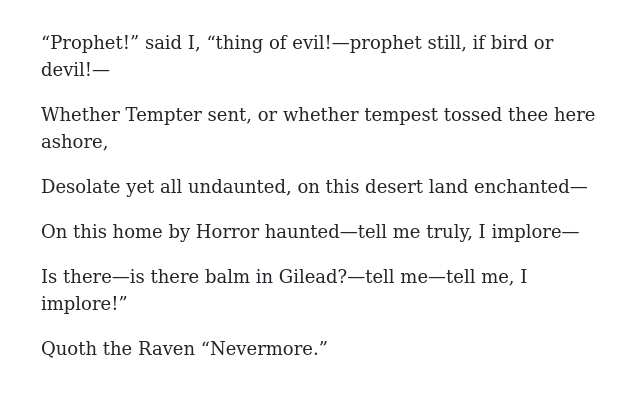 “Prophet!” said I, “thing of evil!—prophet still, if bird or
devil!—
Whether Tempter sent, or whether tempest tossed thee here
ashore,
Desolate yet all undaunted, on this desert land enchanted—
On this home by Horror haunted—tell me truly, I implore—
Is there—is there balm in Gilead?—tell me—tell me, I
implore!”
Quoth the Raven “Nevermore.”